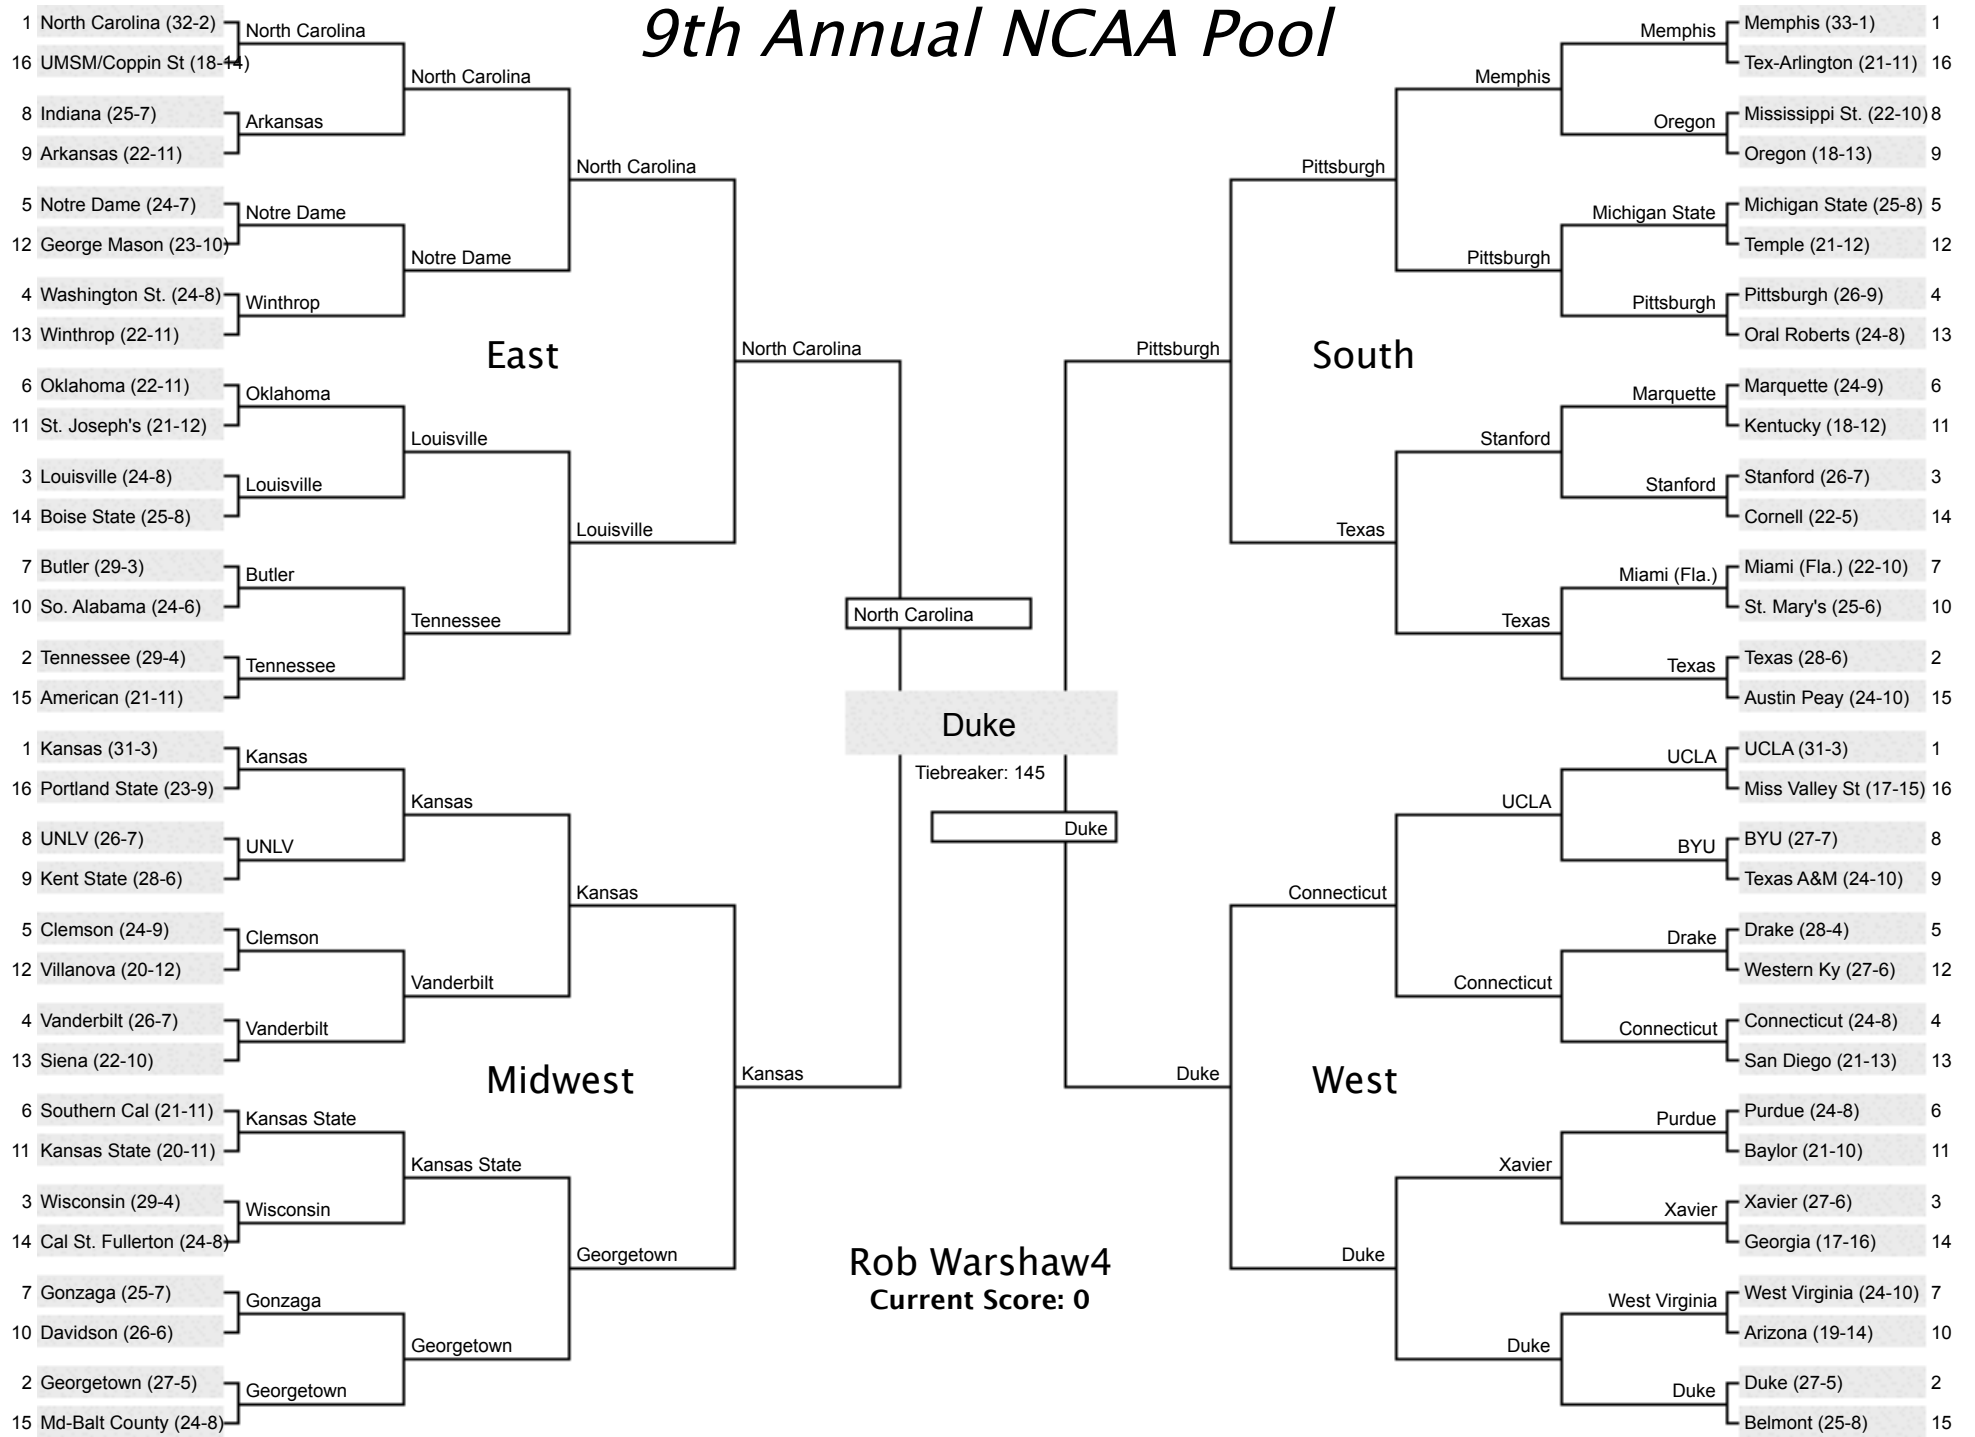 9th Annual NCAA Pool
1 North Carolina (32-2)
16 UMSM/Coppin St (18-14)
8 Indiana (25-7)
9 Arkansas (22-11)
5 Notre Dame (24-7)
12 George Mason (23-10)
4 Washington St. (24-8)
13 Winthrop (22-11)
6 Oklahoma (22-11)
11 St. Joseph's (21-12)
3 Louisville (24-8)
14 Boise State (25-8)
7 Butler (29-3)
10 So. Alabama (24-6)
2 Tennessee (29-4)
15 American (21-11)
North Carolina
Arkansas
Notre Dame
Winthrop
Oklahoma
Louisville
Butler
Tennessee
North Carolina
Notre Dame
Louisville
Tennessee
North Carolina
Louisville
East
North Carolina
1 Kansas (31-3)
16 Portland State (23-9)
8 UNLV (26-7)
9 Kent State (28-6)
5 Clemson (24-9)
12 Villanova (20-12)
4 Vanderbilt (26-7)
13 Siena (22-10)
6 Southern Cal (21-11)
11 Kansas State (20-11)
3 Wisconsin (29-4)
14 Cal St. Fullerton (24-8)
7 Gonzaga (25-7)
10 Davidson (26-6)
2 Georgetown (27-5)
15 Md-Balt County (24-8)
Kansas
UNLV
Clemson
Vanderbilt
Kansas State
Wisconsin
Gonzaga
Georgetown
Kansas
Vanderbilt
Kansas State
Georgetown
Kansas
Georgetown
Midwest
Kansas
North Carolina
Duke
Tiebreaker: 145
Duke
Rob Warshaw4
Current Score: 0
Pittsburgh
South
Pittsburgh
Texas
Memphis
Pittsburgh
Stanford
Texas
Memphis
Oregon
Michigan State
Pittsburgh
Marquette
Stanford
Miami (Fla.)
Texas
Memphis (33-1) 1
Tex-Arlington (21-11) 16
Mississippi St. (22-10) 8
Oregon (18-13) 9
Michigan State (25-8) 5
Temple (21-12) 12
Pittsburgh (26-9) 4
Oral Roberts (24-8) 13
Marquette (24-9) 6
Kentucky (18-12) 11
Stanford (26-7) 3
Cornell (22-5) 14
Miami (Fla.) (22-10) 7
St. Mary's (25-6) 10
Texas (28-6) 2
Austin Peay (24-10) 15
Duke
West
Connecticut
Duke
UCLA
Connecticut
Xavier
Duke
UCLA
BYU
Drake
Connecticut
Purdue
Xavier
West Virginia
Duke
UCLA (31-3) 1
Miss Valley St (17-15) 16
BYU (27-7) 8
Texas A&M (24-10) 9
Drake (28-4) 5
Western Ky (27-6) 12
Connecticut (24-8) 4
San Diego (21-13) 13
Purdue (24-8) 6
Baylor (21-10) 11
Xavier (27-6) 3
Georgia (17-16) 14
West Virginia (24-10) 7
Arizona (19-14) 10
Duke (27-5) 2
Belmont (25-8) 15